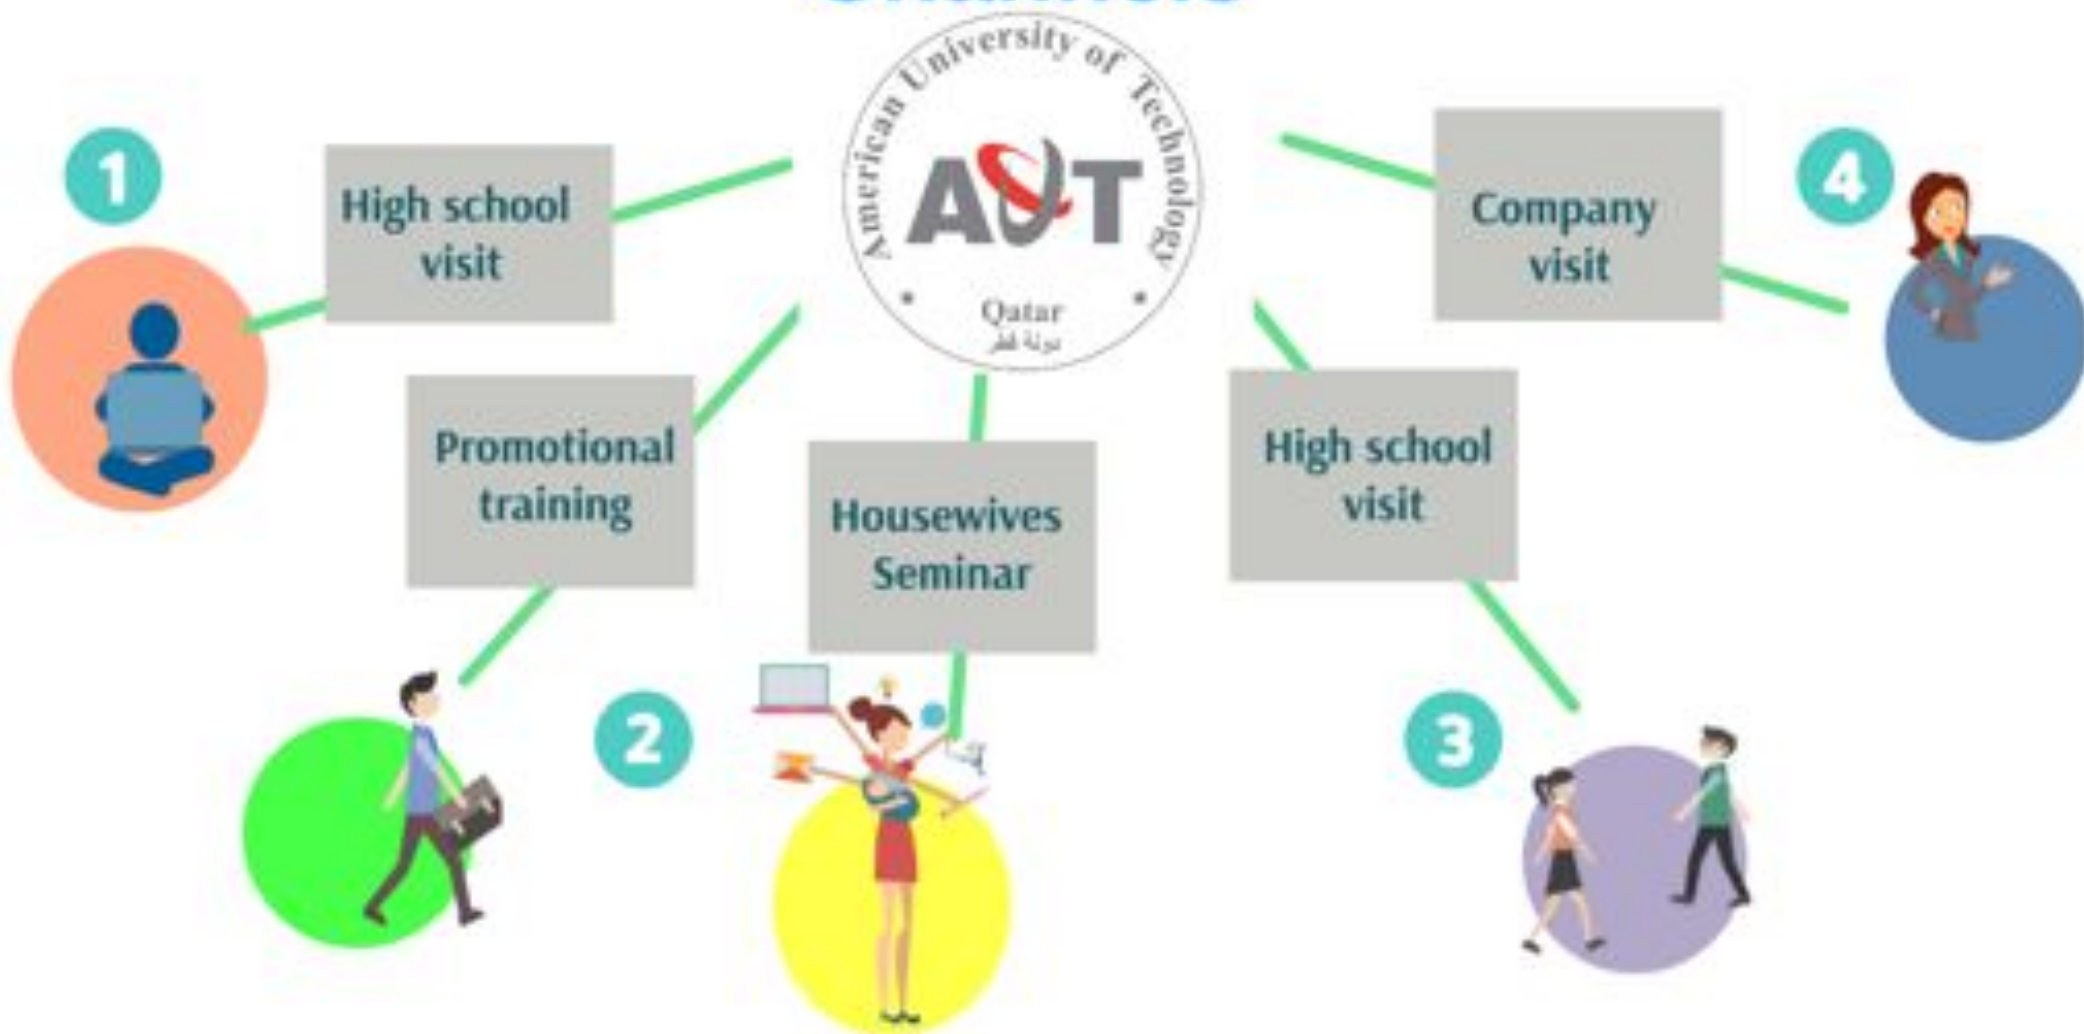 American University of Technology
AUT
Qatar
دولة قطر
1
High school
visit
Company
visit
4
Promotional
training
Housewives
Seminar
High school
visit
2
3